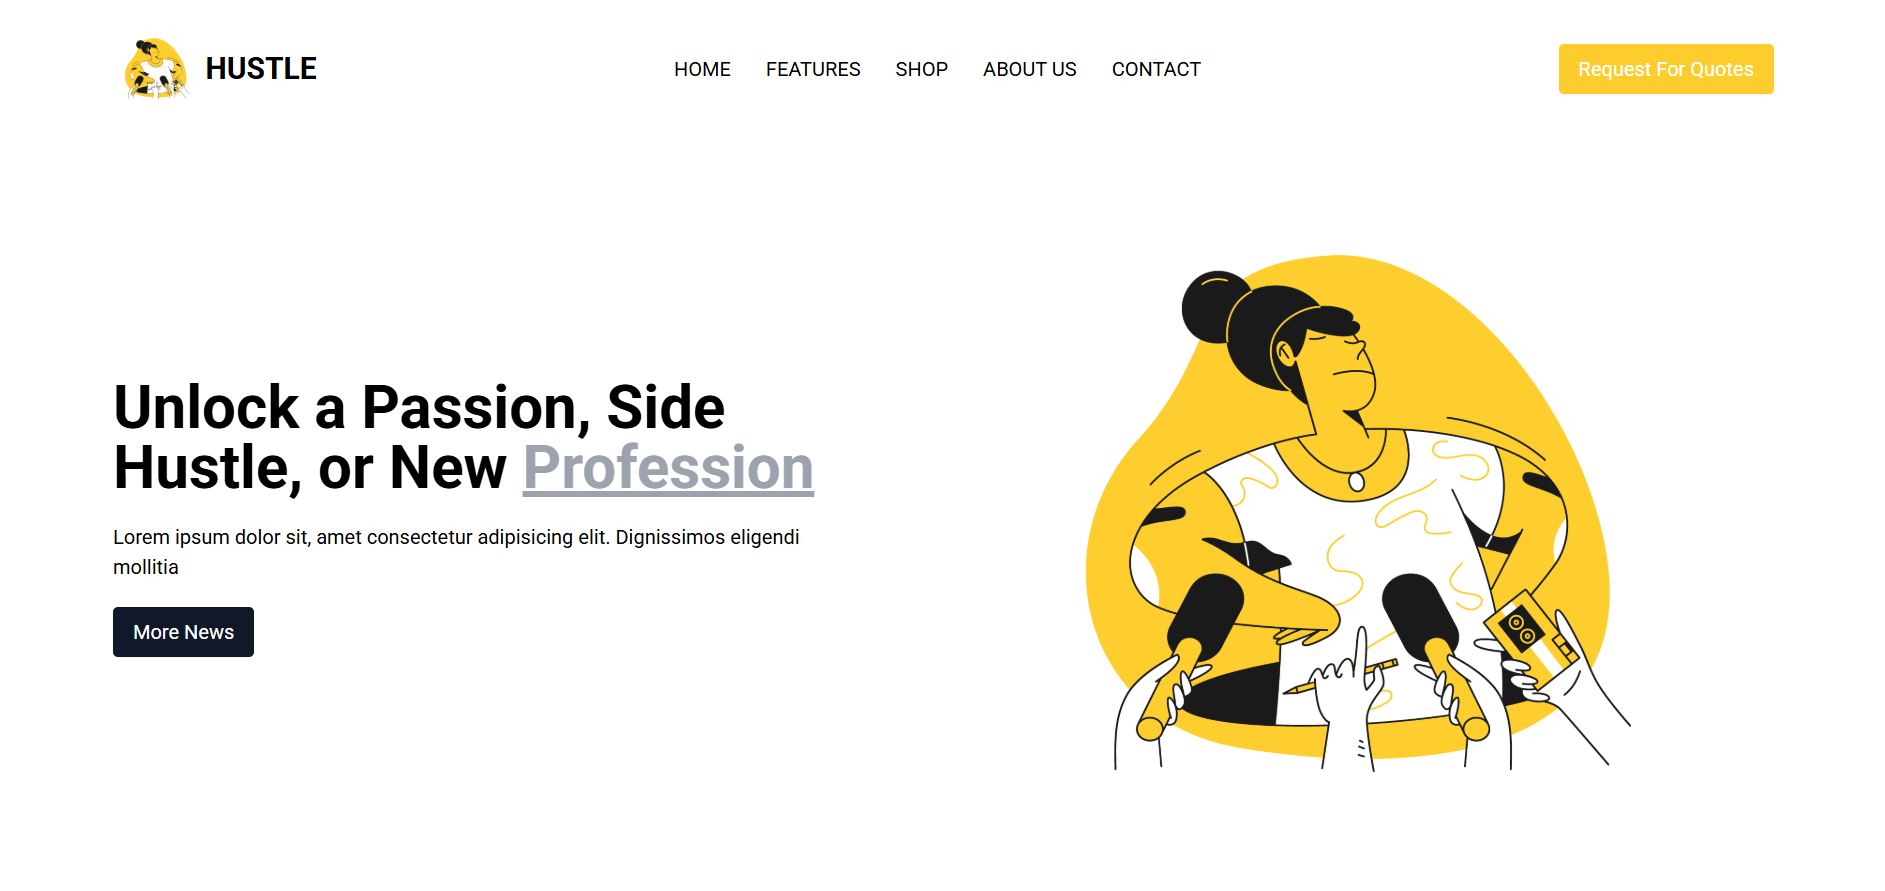 HUSTLE
HOME FEATURES SHOP ABOUT US CONTACT
Request For Quotes
Unlock a Passion, Side
Hustle, or New Profession
Lorem ipsum dolor sit, amet consectetur adipisicing elit. Dignissimos eligendi
mollitia
More News